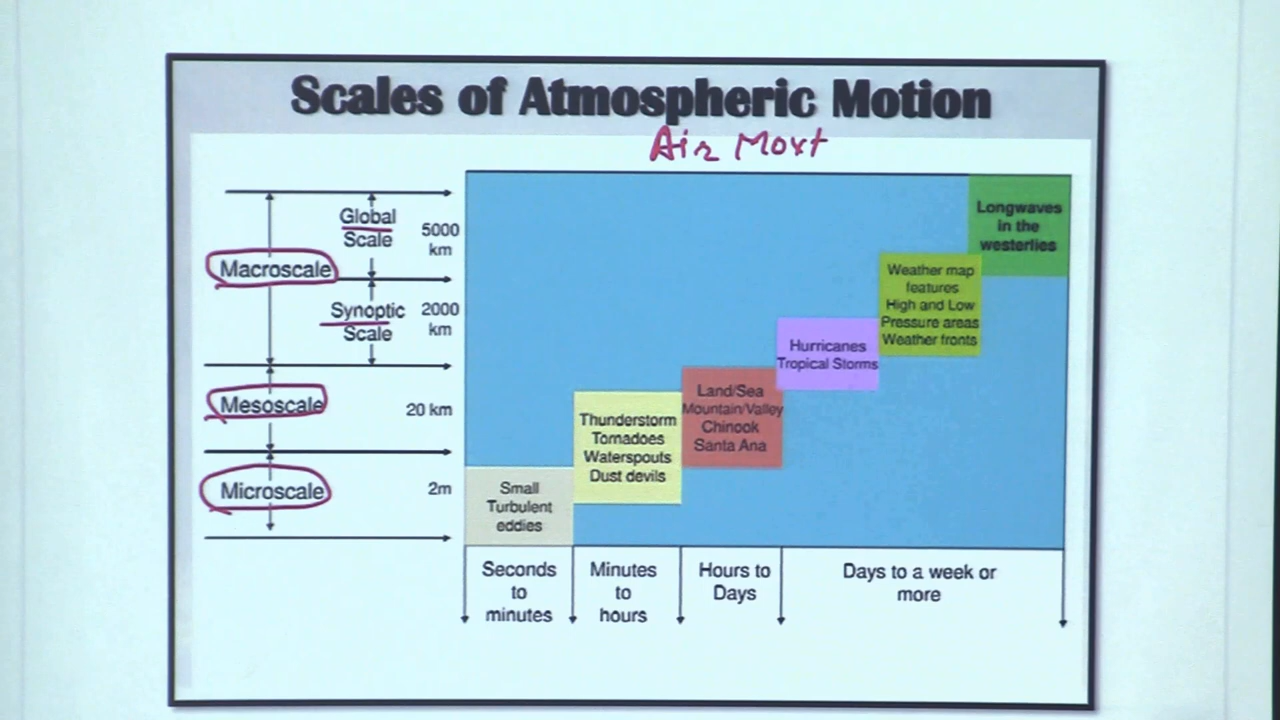 Scales of Atmospheric Motion
Air Movt
Global
Scale
5000
km
Macroscale
Synoptic
Scale
2000
km
Mesoscale
20 km
Microscale
2m
Longwaves
in the
westerlies
Weather map
features
High and Low
Pressure areas
Weather fronts
Hurricanes
Tropical Storms
Land/Sea
Mountain/Valley
Chinook
Santa Ana
Thunderstorm
Tornadoes
Waterspouts
Dust devils
Small
Turbulent
eddies
Seconds
to
minutes
Minutes
to
hours
Hours to
Days
Days to a week or
more